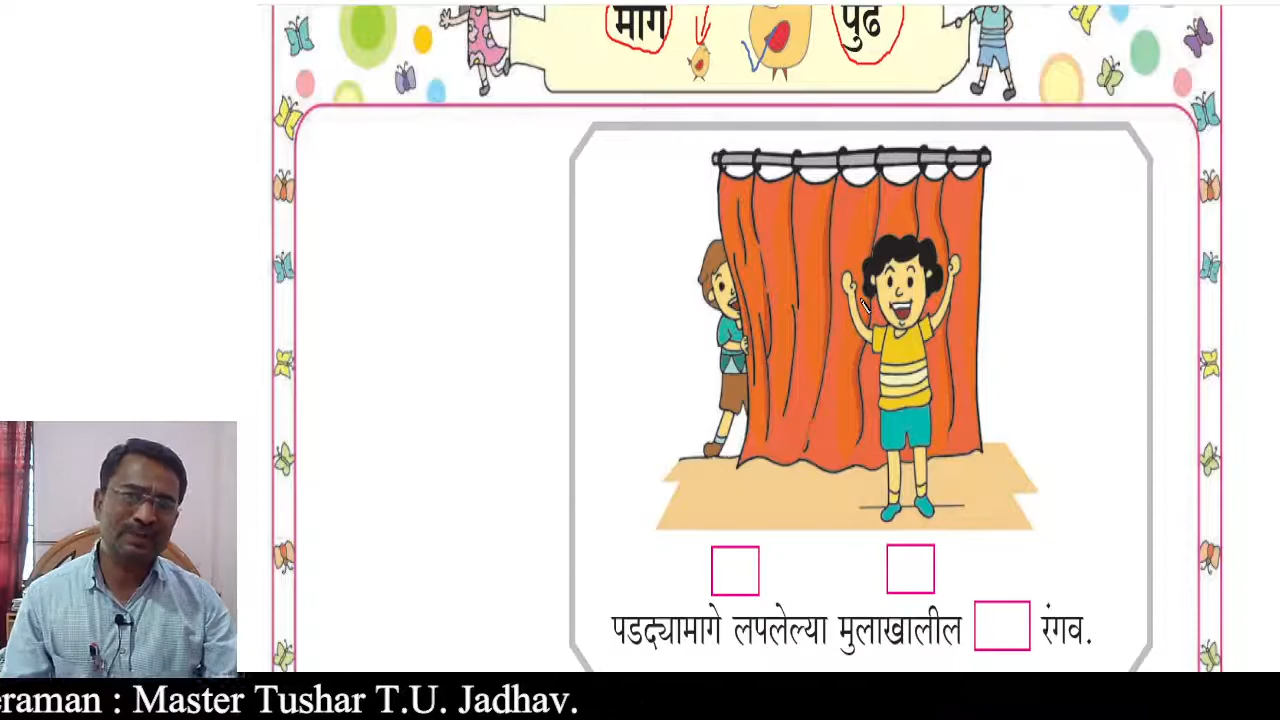 मागे पुढे
पडद्यामागे लपलेल्या मुलाखालील रंगव.
eraman : Master Tushar T.U. Jadhav.